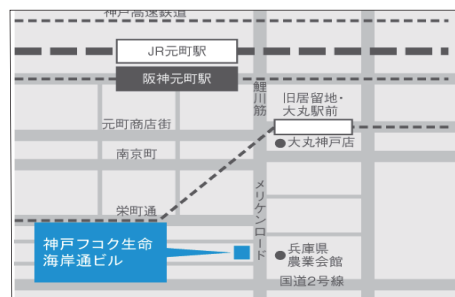 神戸高速鉄道
JR元町駅
阪神元町駅
鯉川筋
旧居留地・
大丸駅前
元町商店街
大丸神戸店
南京町
メリケンロード
栄町通
神戸フコク生命
海岸通ビル
兵庫県
農業会館
国道2号線